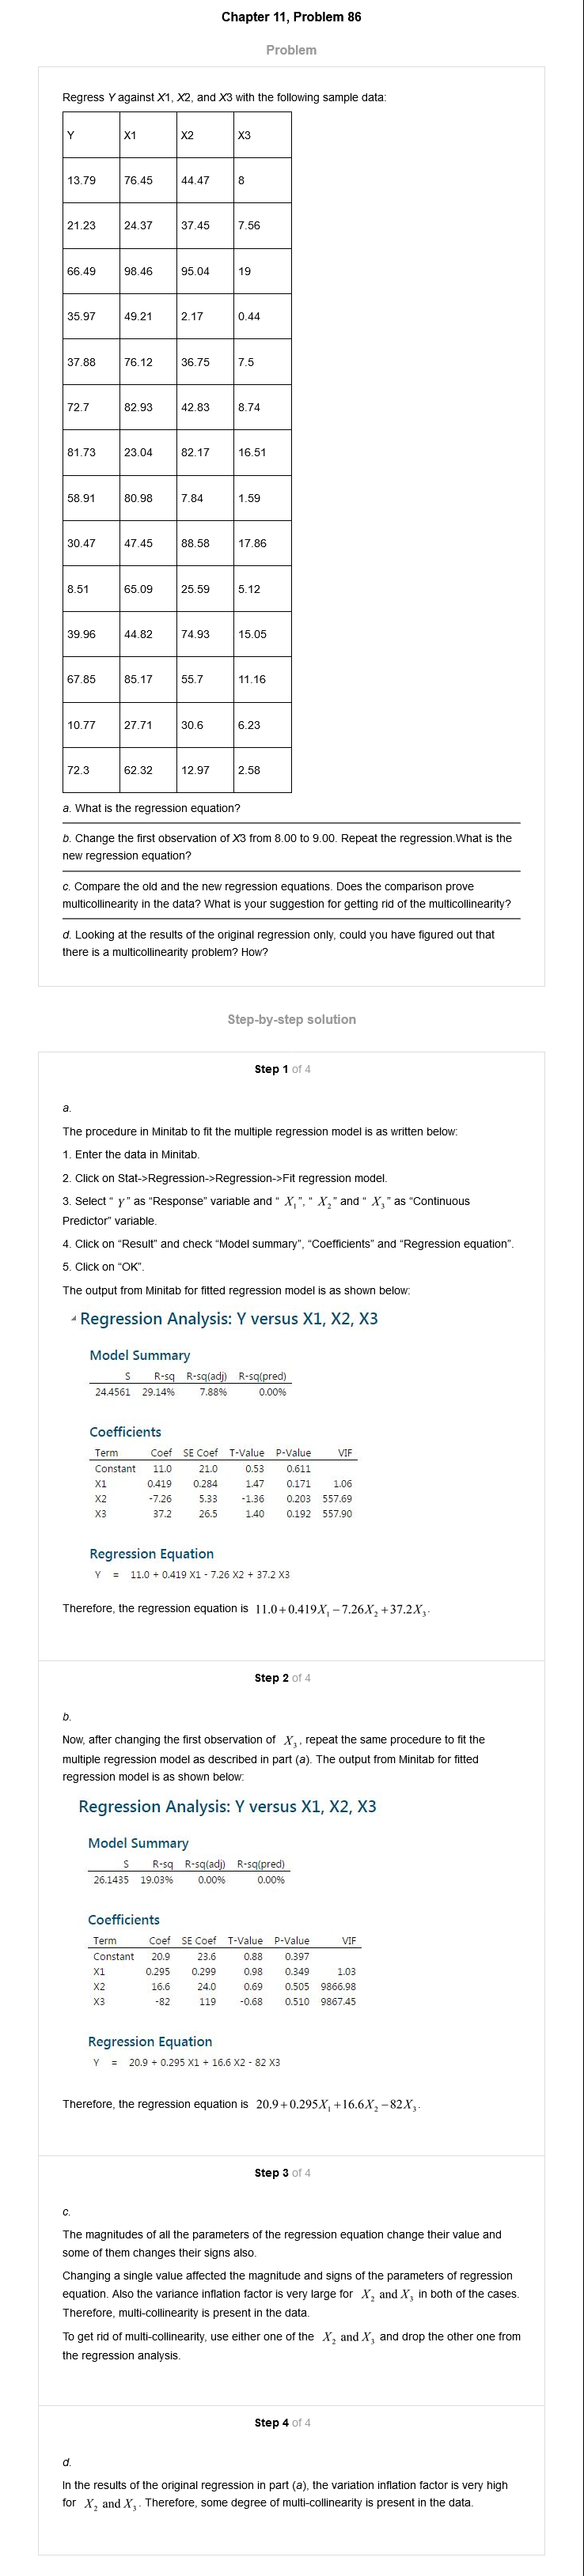 Chapter 11, Problem 86
Problem
Regress Y against X1, X2, and X3 with the following sample data:
Y X1 X2 X3
13.79 76.45 44.47 8
21.23 24.37 37.45 7.56
66.49 98.46 95.04 19
35.97 49.21 2.17 0.44
37.88 76.12 36.75 7.5
72.7 82.93 42.83 8.74
81.73 23.04 82.17 16.51
58.91 80.98 7.84 1.59
30.47 47.45 88.58 17.86
8.51 65.09 25.59 5.12
39.96 44.82 74.93 15.05
67.85 85.17 55.7 11.16
10.77 27.71 30.6 6.23
72.3 62.32 12.97 2.58
a. What is the regression equation?
b. Change the first observation of X3 from 8.00 to 9.00. Repeat the regression.What is the
new regression equation?
c. Compare the old and the new regression equations. Does the comparison prove
multicollinearity in the data? What is your suggestion for getting rid of the multicollinearity?
d. Looking at the results of the original regression only, could you have figured out that
there is a multicollinearity problem? How?
Step-by-step solution
Step 1 of 4
a.
The procedure in Minitab to fit the multiple regression model is as written below:
1. Enter the data in Minitab.
2. Click on Stat->Regression->Regression->Fit regression model.
3. Select “ Y” as “Response” variable and “ X₁”, “ X₂” and “ X₃” as “Continuous
Predictor” variable.
4. Click on “Result” and check “Model summary”, “Coefficients” and “Regression equation”.
5. Click on “OK”.
The output from Minitab for fitted regression model is as shown below:
Regression Analysis: Y versus X1, X2, X3
Model Summary
S R-sq R-sq(adj) R-sq(pred)
24.4561 29.14% 7.88% 0.00%
Coefficients
Term Coef SE Coef T-Value P-Value VIF
Constant 11.0 21.0 0.53 0.611
X1 0.419 0.284 1.47 0.171 1.06
X2 -7.26 5.33 -1.36 0.203 557.69
X3 37.2 26.5 1.40 0.192 557.90
Regression Equation
Y = 11.0 + 0.419 X1 - 7.26 X2 + 37.2 X3
Therefore, the regression equation is 11.0+0.419X₁−7.26X₂+37.2X₃.
Step 2 of 4
b.
Now, after changing the first observation of X₃, repeat the same procedure to fit the
multiple regression model as described in part (a). The output from Minitab for fitted
regression model is as shown below:
Regression Analysis: Y versus X1, X2, X3
Model Summary
S R-sq R-sq(adj) R-sq(pred)
26.1435 19.03% 0.00% 0.00%
Coefficients
Term Coef SE Coef T-Value P-Value VIF
Constant 20.9 23.6 0.88 0.397
X1 0.295 0.299 0.98 0.349 1.03
X2 16.6 24.0 0.69 0.505 9866.98
X3 -82 119 -0.68 0.510 9867.45
Regression Equation
Y = 20.9 + 0.295 X1 + 16.6 X2 - 82 X3
Therefore, the regression equation is 20.9+0.295X₁+16.6X₂−82X₃.
Step 3 of 4
c.
The magnitudes of all the parameters of the regression equation change their value and
some of them changes their signs also.
Changing a single value affected the magnitude and signs of the parameters of regression
equation. Also the variance inflation factor is very large for X₂ and X₃ in both of the cases.
Therefore, multi-collinearity is present in the data.
To get rid of multi-collinearity, use either one of the X₂ and X₃ and drop the other one from
the regression analysis.
Step 4 of 4
d.
In the results of the original regression in part (a), the variation inflation factor is very high
for X₂ and X₃. Therefore, some degree of multi-collinearity is present in the data.